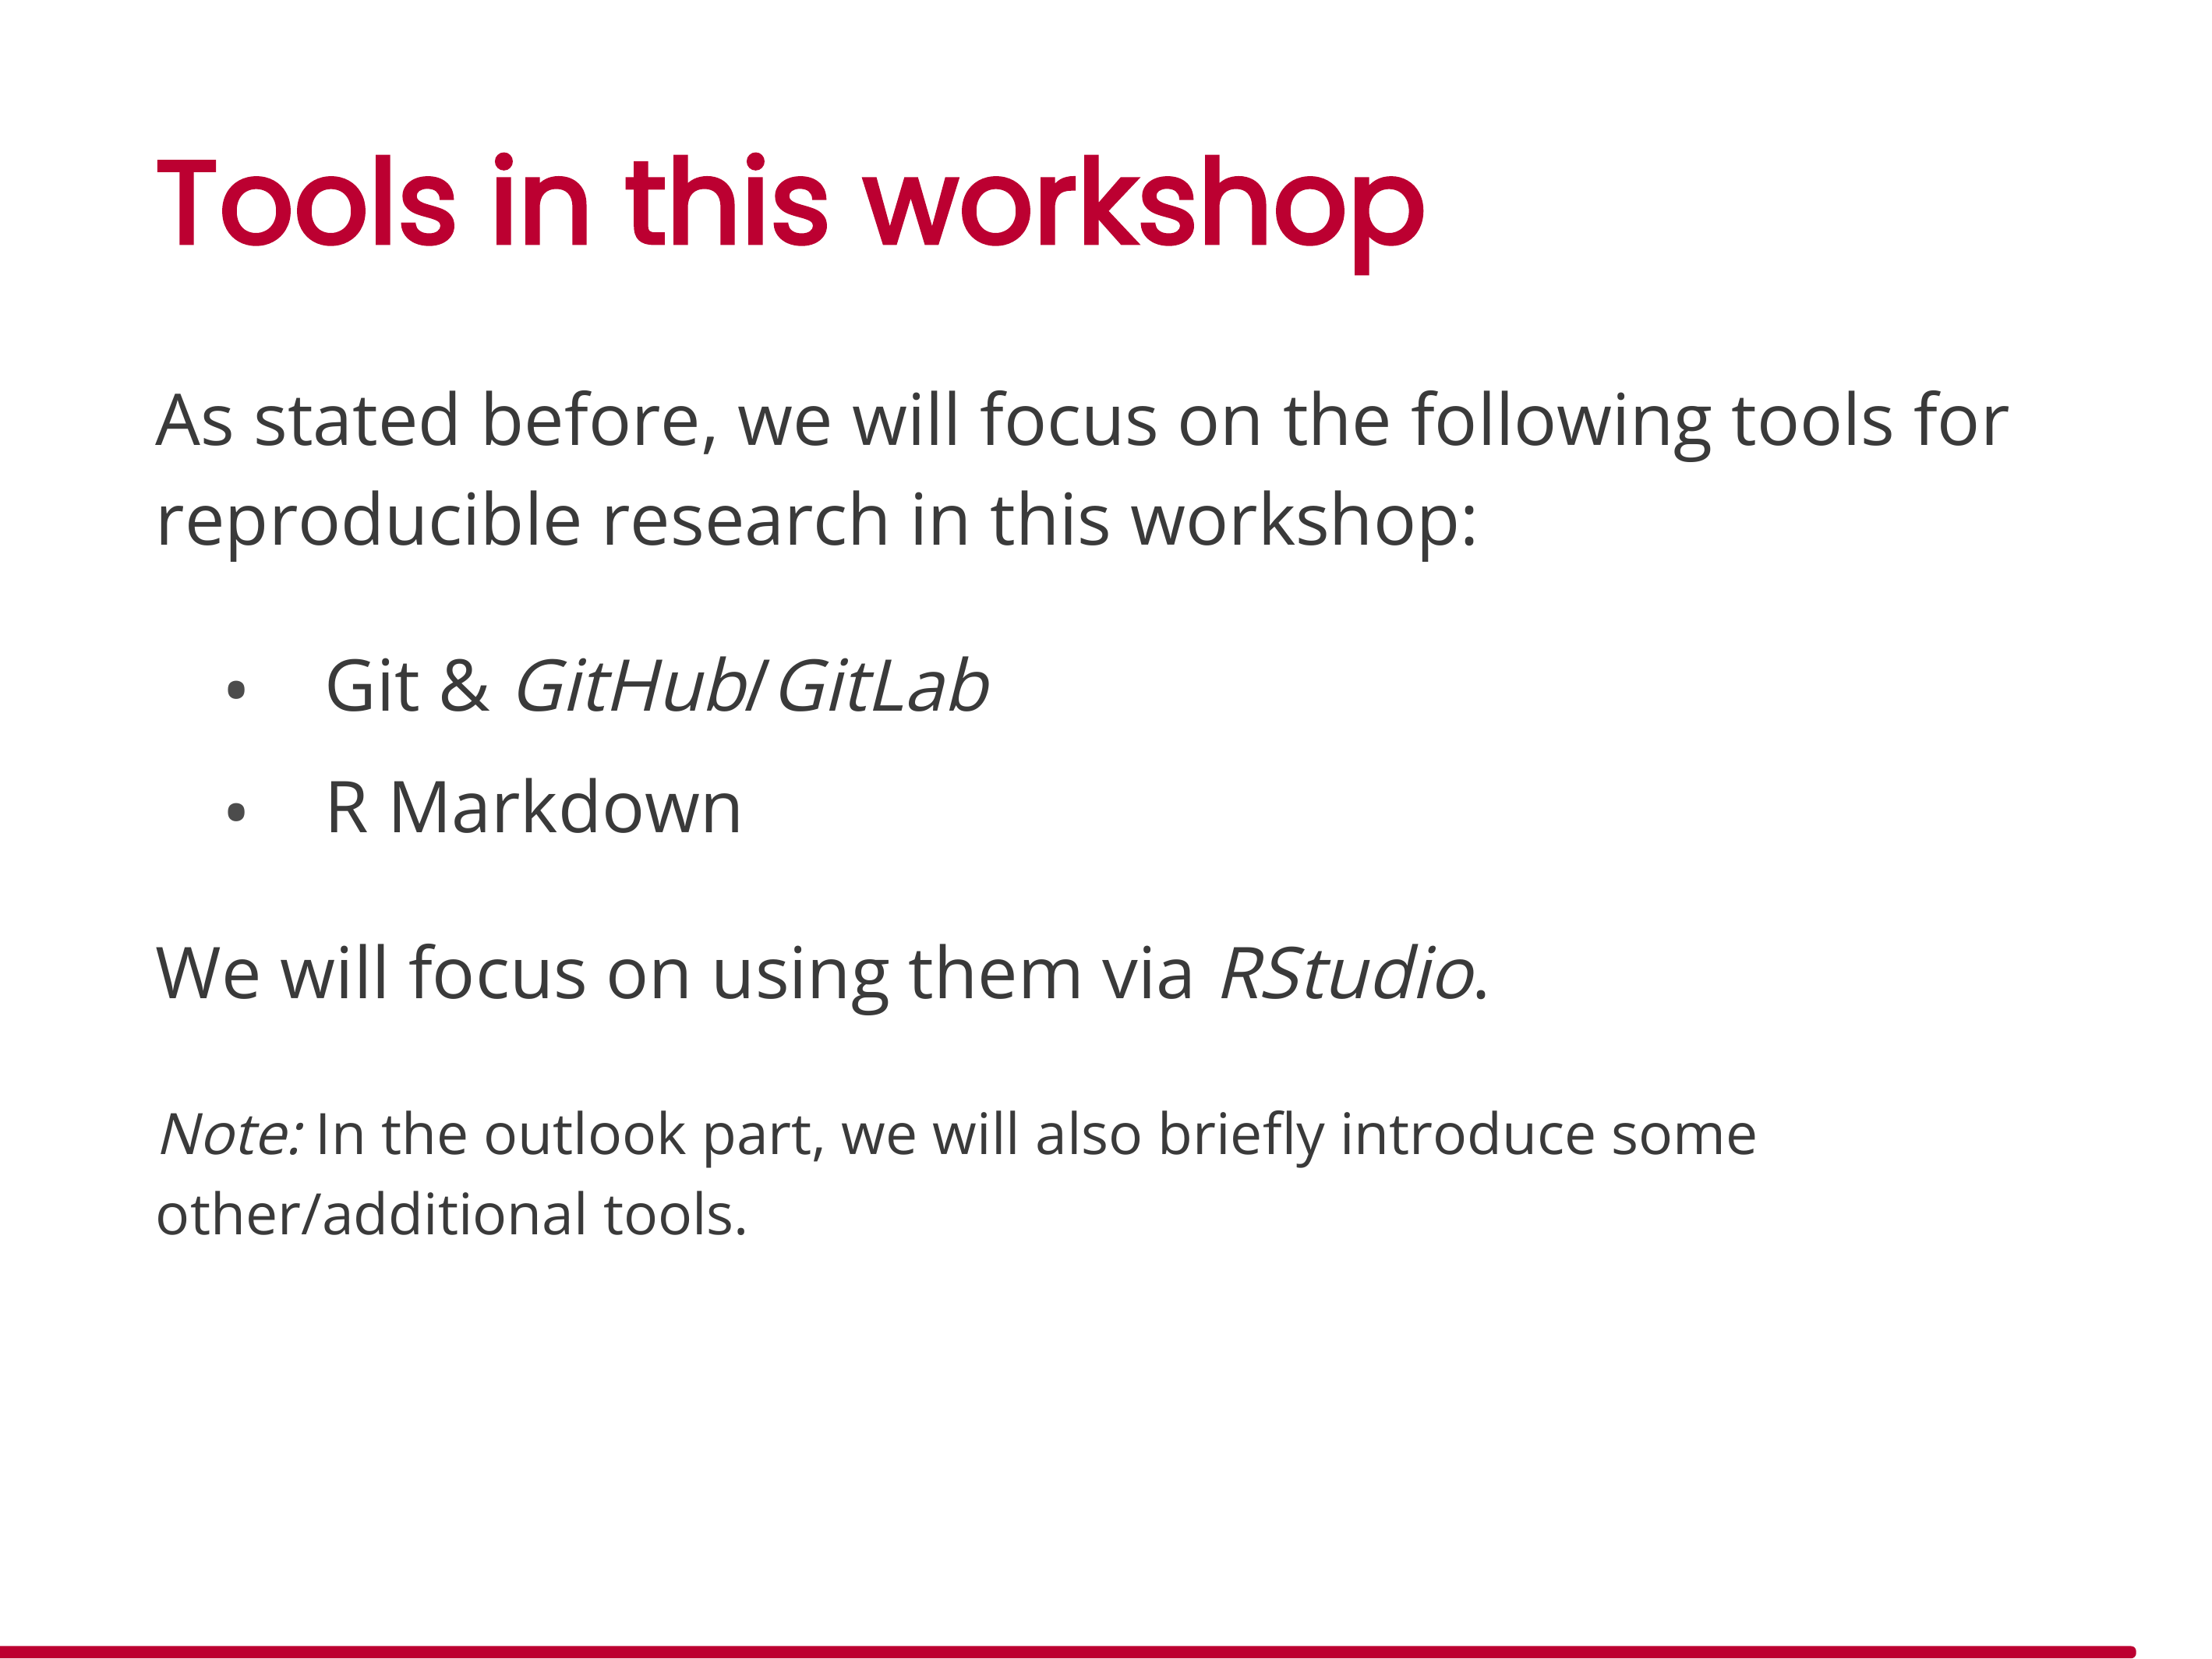 Tools in this workshop
As stated before, we will focus on the following tools for
reproducible research in this workshop:
• Git & GitHub/GitLab
• R Markdown
We will focus on using them via RStudio.
Note: In the outlook part, we will also briefly introduce some
other/additional tools.